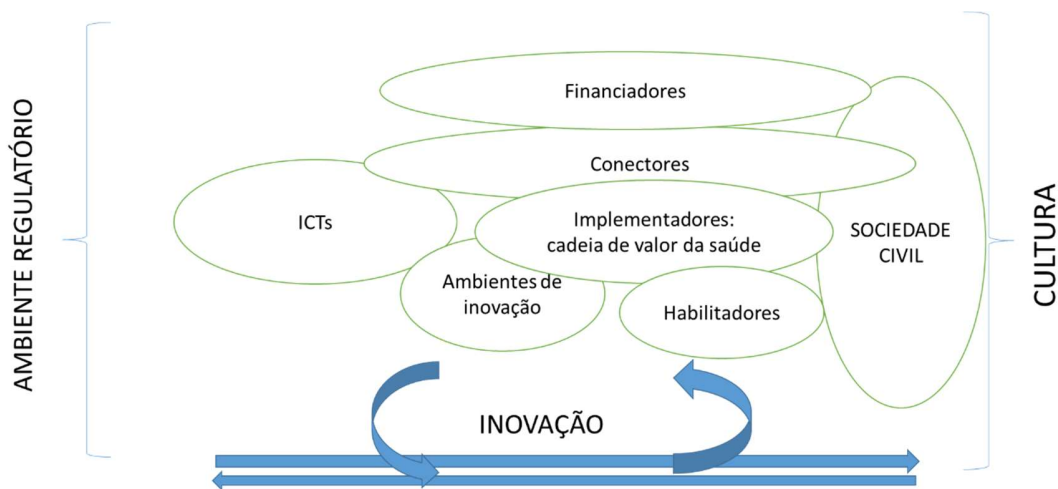 AMBIENTE REGULATÓRIO
Financiadores
Conectores
ICTs
Implementadores:
cadeia de valor da saúde
SOCIEDADE
CIVIL
Ambientes de
inovação
Habilitadores
INOVAÇÃO
CULTURA